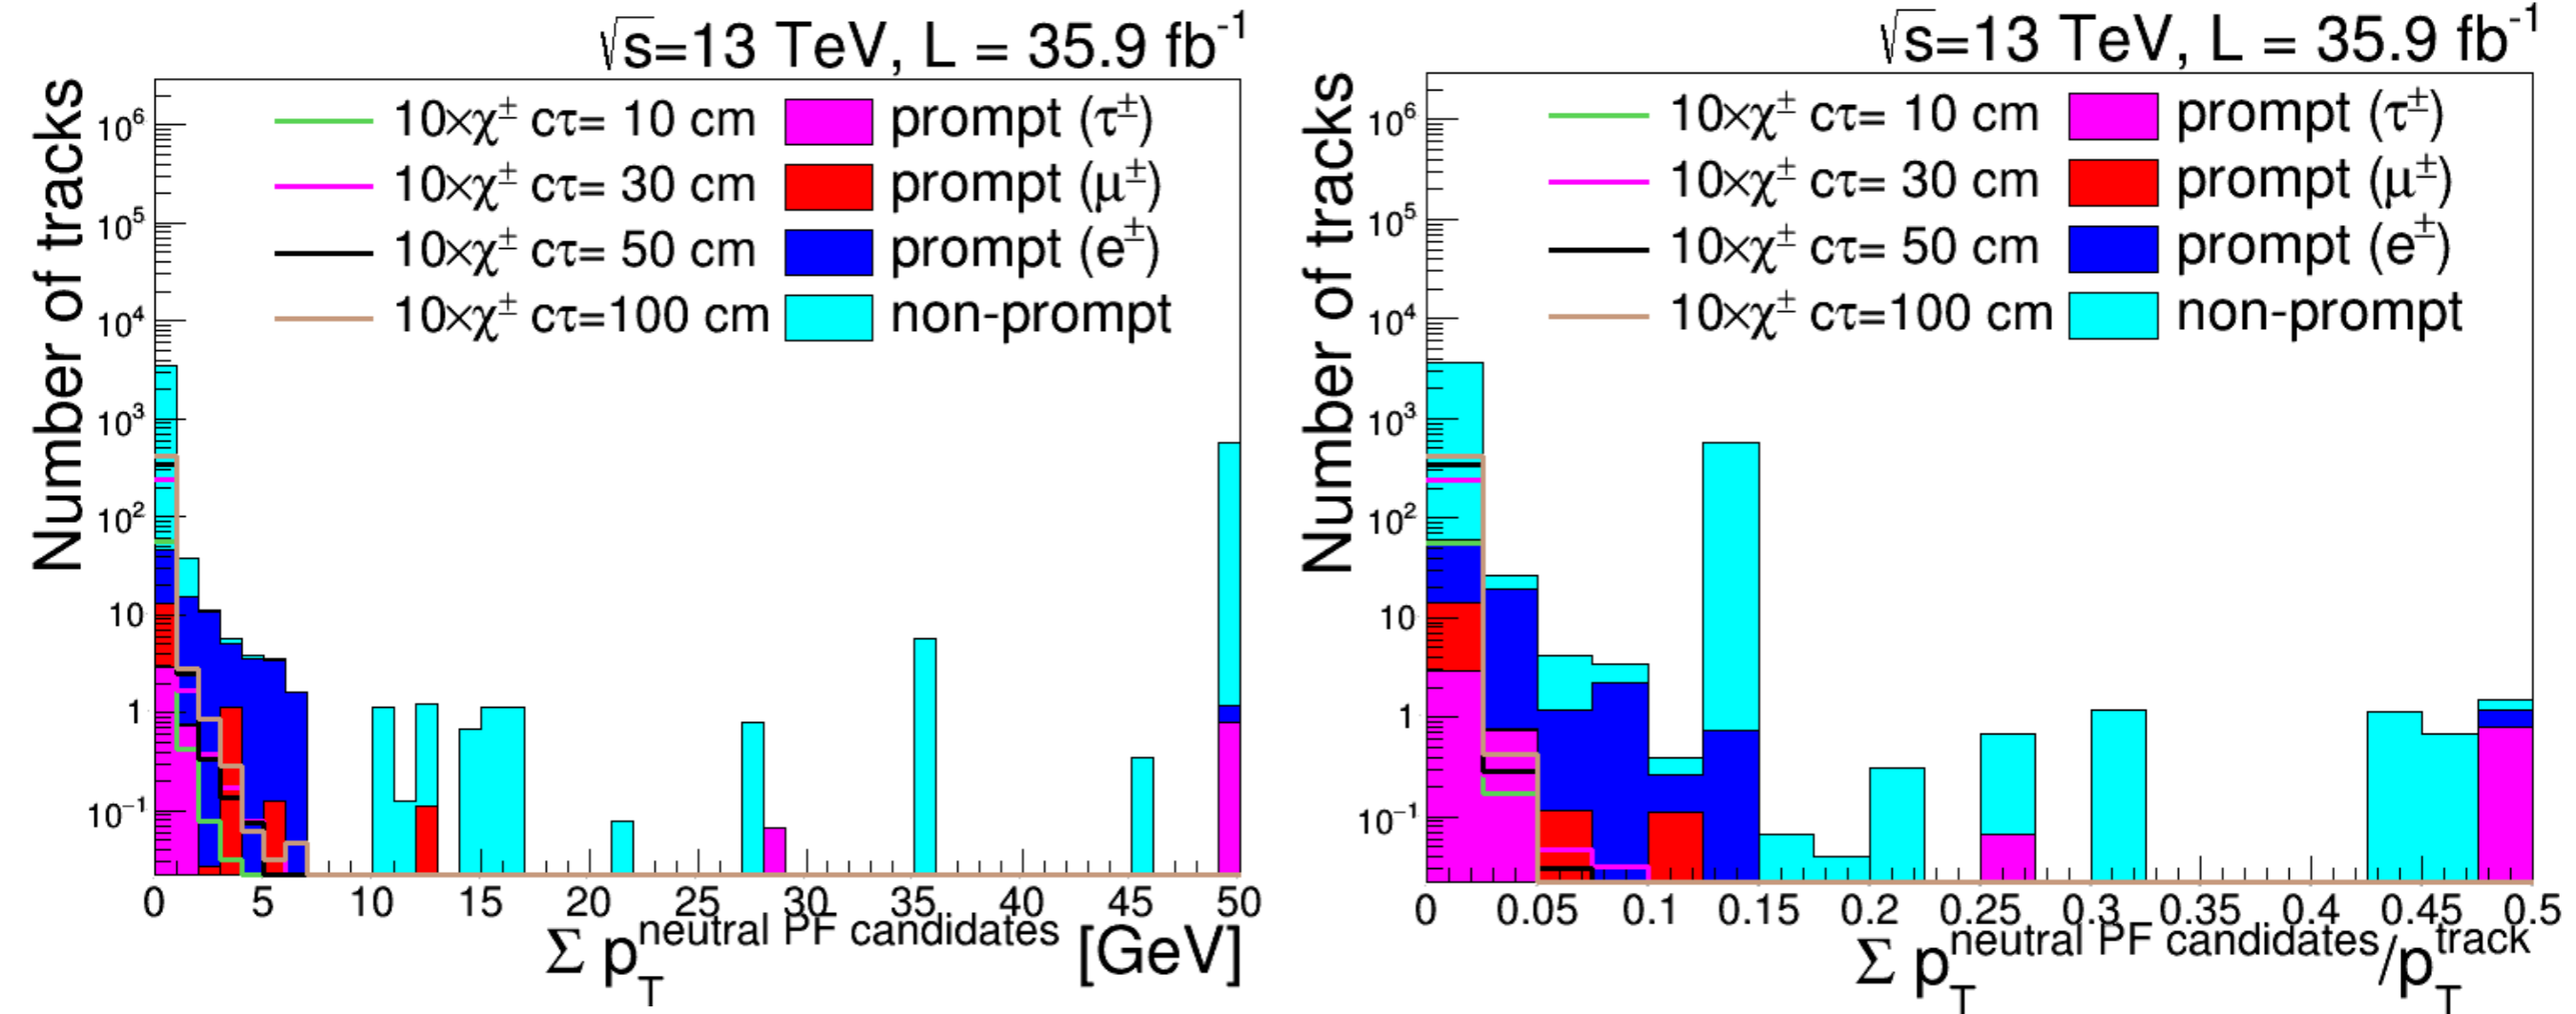 √s=13 TeV, L = 35.9 fb⁻¹
Number of tracks
10⁶
10⁵
10⁴
10³
10²
10
1
10⁻¹
10×χ± cτ= 10 cm
prompt (τ±)
10×χ± cτ= 30 cm
prompt (μ±)
10×χ± cτ= 50 cm
prompt (e±)
10×χ± cτ=100 cm
non-prompt
0 5 10 15 20 25 30 35 40 45 50
Σ p_T^neutral PF candidates [GeV]
√s=13 TeV, L = 35.9 fb⁻¹
Number of tracks
10⁶
10⁵
10⁴
10³
10²
10
1
10⁻¹
10×χ± cτ= 10 cm
prompt (τ±)
10×χ± cτ= 30 cm
prompt (μ±)
10×χ± cτ= 50 cm
prompt (e±)
10×χ± cτ=100 cm
non-prompt
0 0.05 0.1 0.15 0.2 0.25 0.3 0.35 0.4 0.45 0.5
Σ p_T^neutral PF candidates/p_T^track